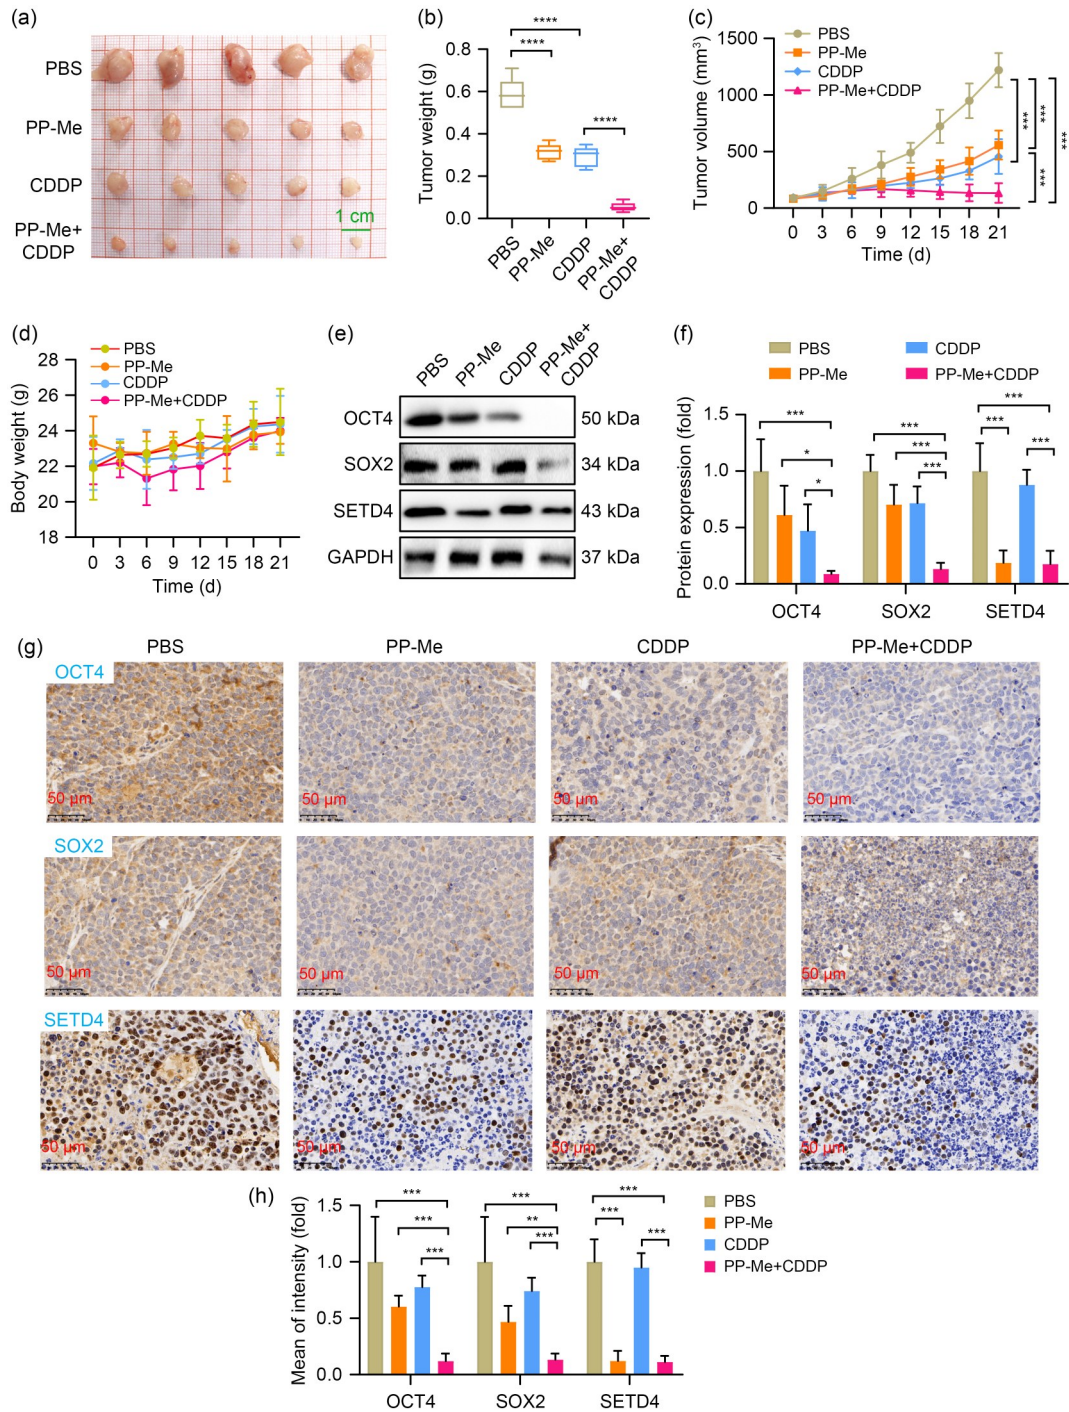 (a)
PBS
PP-Me
CDDP
PP-Me+
CDDP
1 cm
(b)
Tumor weight (g)
0.8
0.6
0.4
0.2
0.0
****
****
****
PBS
PP-Me
CDDP
PP-Me+
CDDP
(c)
Tumor volume (mm³)
1500
1000
500
0
PBS
PP-Me
CDDP
PP-Me+CDDP
***
***
***
***
0 3 6 9 12 15 18 21
Time (d)
(d)
Body weight (g)
28
26
24
22
20
18
PBS
PP-Me
CDDP
PP-Me+CDDP
0 3 6 9 12 15 18 21
Time (d)
(e)
PBS PP-Me CDDP PP-Me+
CDDP
OCT4 50 kDa
SOX2 34 kDa
SETD4 43 kDa
GAPDH 37 kDa
(f)
PBS CDDP
PP-Me PP-Me+CDDP
Protein expression (fold)
1.5
1.0
0.5
0.0
***
*
*
***
***
***
***
***
***
OCT4 SOX2 SETD4
(g)
PBS PP-Me CDDP PP-Me+CDDP
OCT4
50 µm 50 µm 50 µm 50 µm
SOX2
50 µm 50 µm 50 µm 50 µm
SETD4
50 µm 50 µm 50 µm 50 µm
(h)
Mean of intensity (fold)
1.5
1.0
0.5
0.0
***
***
***
***
**
***
***
***
***
OCT4 SOX2 SETD4
PBS
PP-Me
CDDP
PP-Me+CDDP